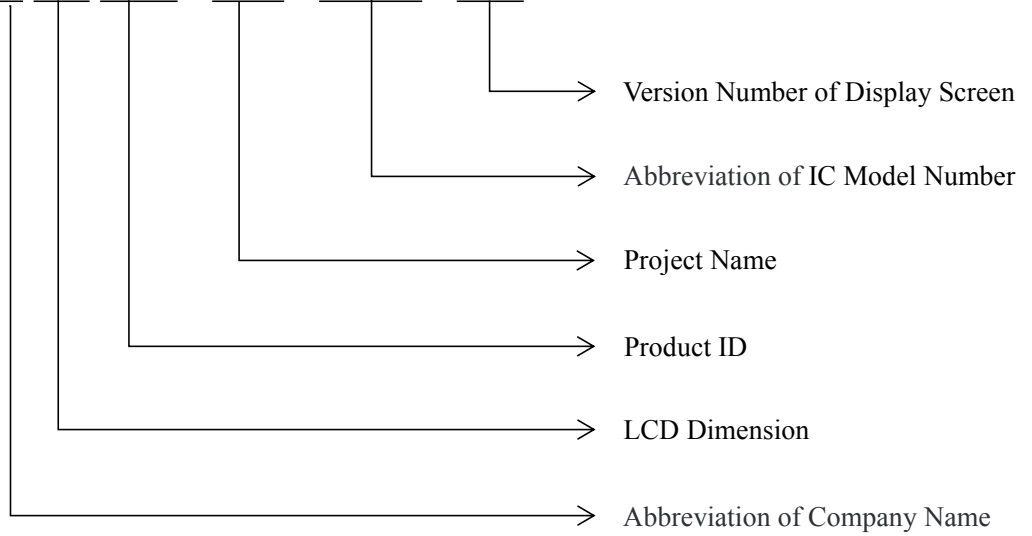 Version Number of Display Screen
Abbreviation of IC Model Number
Project Name
Product ID
LCD Dimension
Abbreviation of Company Name